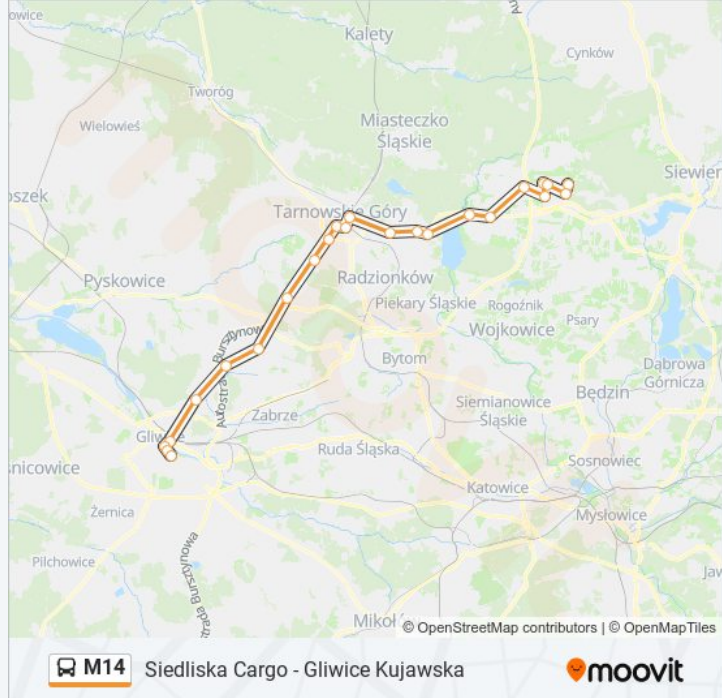 owice
Kalety
Cynków
Tworóg
Wielowieś
Miasteczko
Śląskie
Siewier
oszek
Tarnowskie Góry
Pyskowice
Radzionków
Piekary Śląskie
Rogoźnik
Wojkowice
Psary
Bytom
Dąbrowa
Górnicza
Będzin
Siemianowice
Śląskie
Zabrze
Gliwice
Ruda Śląska
Sosnowiec
śnicowice
Katowice
Mysłowice
Żernica
Pilchowice
Jaw
Mikoł
© OpenStreetMap contributors | © OpenMapTiles
M14 Siedliska Cargo - Gliwice Kujawska
moovit